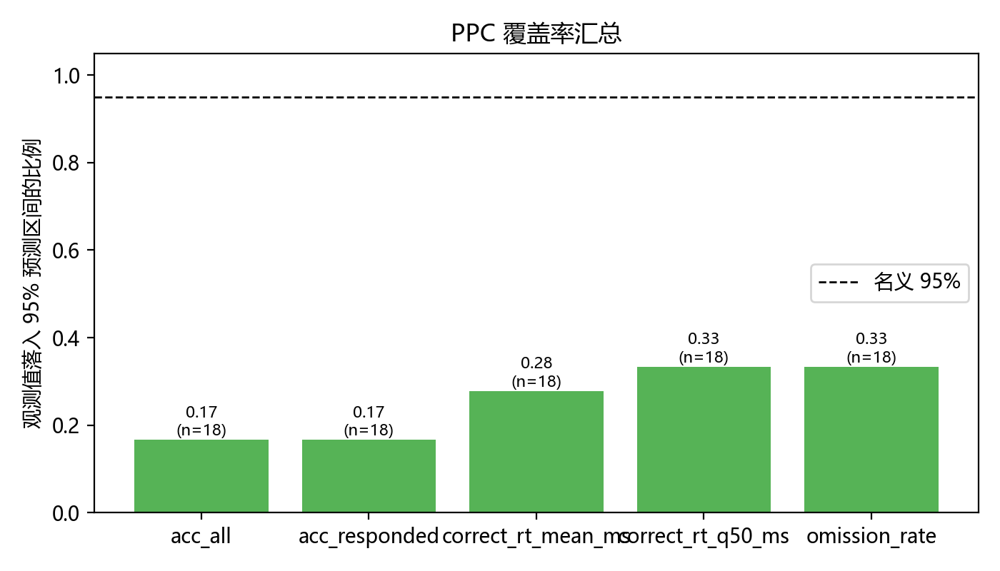 PPC 覆盖率汇总
观测值落入 95% 预测区间的比例
1.0
0.8
0.6
0.4
0.2
0.0
名义 95%
0.17
(n=18)
0.17
(n=18)
0.28
(n=18)
0.33
(n=18)
0.33
(n=18)
acc_all
acc_responded
correct_rt_mean_ms
correct_rt_q50_ms
omission_rate